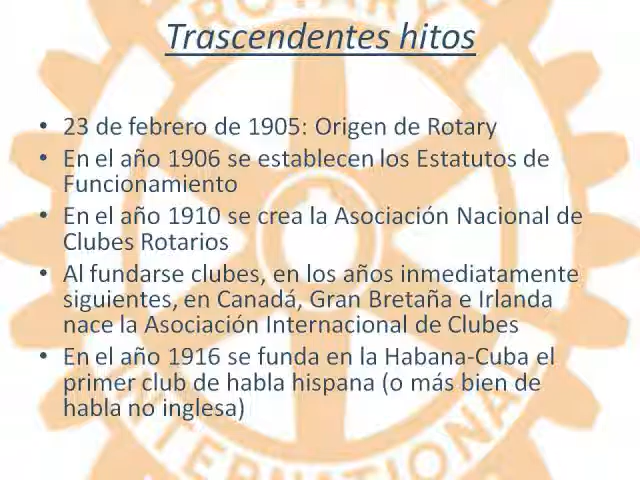 Trascendentes hitos
• 23 de febrero de 1905: Origen de Rotary
• En el año 1906 se establecen los Estatutos de
Funcionamiento
• En el año 1910 se crea la Asociación Nacional de
Clubes Rotarios
• Al fundarse clubes, en los años inmediatamente
siguientes, en Canadá, Gran Bretaña e Irlanda
nace la Asociación Internacional de Clubes
• En el año 1916 se funda en la Habana-Cuba el
primer club de habla hispana (o más bien de
habla no inglesa)
ROTARY
INTERNATIONAL